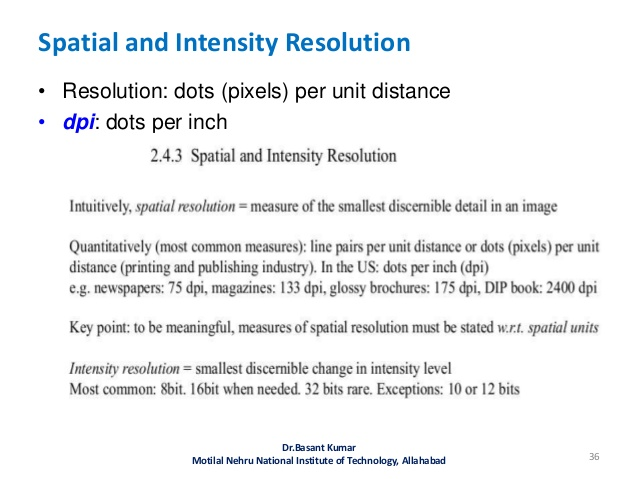 Spatial and Intensity Resolution
• Resolution: dots (pixels) per unit distance
• dpi: dots per inch
2.4.3 Spatial and Intensity Resolution
Intuitively, spatial resolution = measure of the smallest discernible detail in an image
Quantitatively (most common measures): line pairs per unit distance or dots (pixels) per unit
distance (printing and publishing industry). In the US: dots per inch (dpi)
e.g. newspapers: 75 dpi, magazines: 133 dpi, glossy brochures: 175 dpi, DIP book: 2400 dpi
Key point: to be meaningful, measures of spatial resolution must be stated w.r.t. spatial units
Intensity resolution = smallest discernible change in intensity level
Most common: 8bit. 16bit when needed. 32 bits rare. Exceptions: 10 or 12 bits
Dr.Basant Kumar
Motilal Nehru National Institute of Technology, Allahabad
36